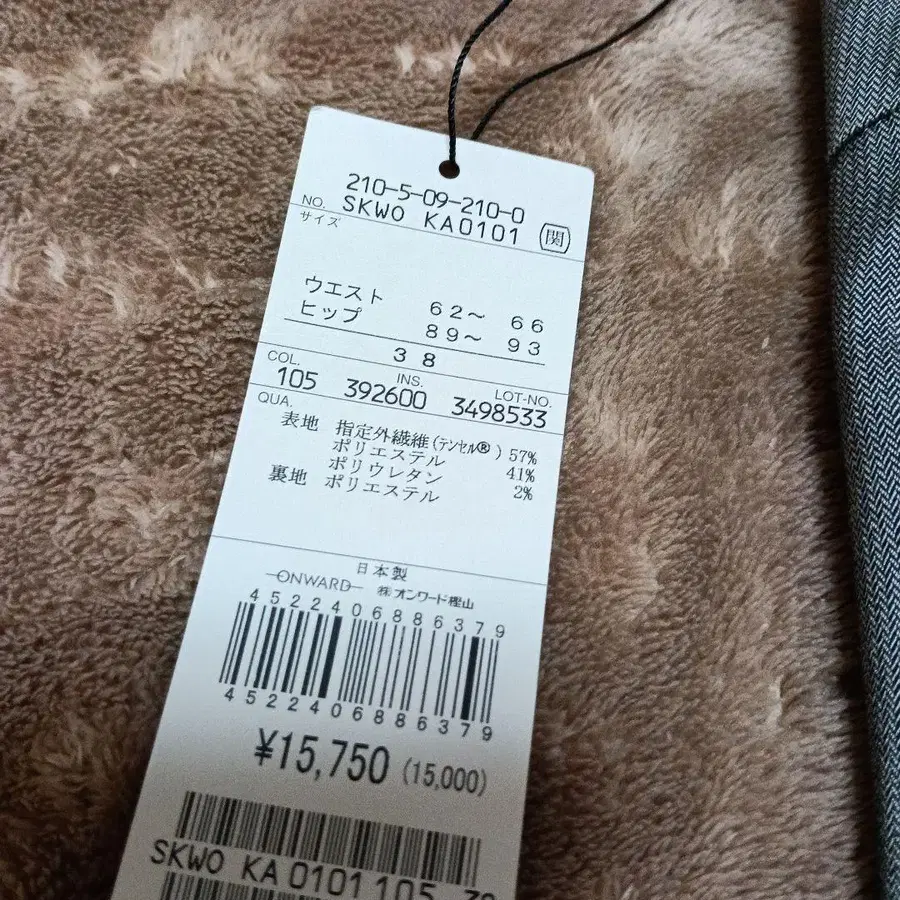 210-5-09-210-0
NO. SKWO KA0101 関
サイズ
ウエスト 62～ 66
ヒップ 89～ 93
38
COL. INS. LOT-NO.
105 392600 3498533
QUA.
表地 指定外繊維(テンセル®) 57%
ポリエステル 41%
ポリウレタン 2%
裏地 ポリエステル
日本製
ONWARD ㈱オンワード樫山
4522406886379
4522406886379
¥15,750 (15,000)
SKWO KA0101 105 38